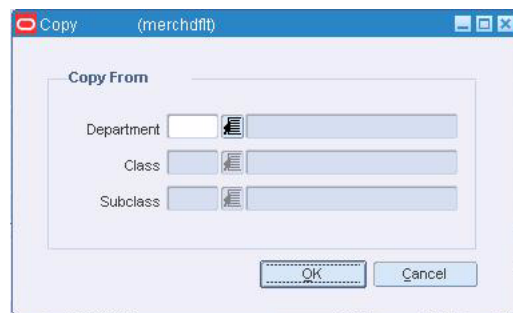 Copy (merchdflt)
Copy From
Department
Class
Subclass
OK Cancel